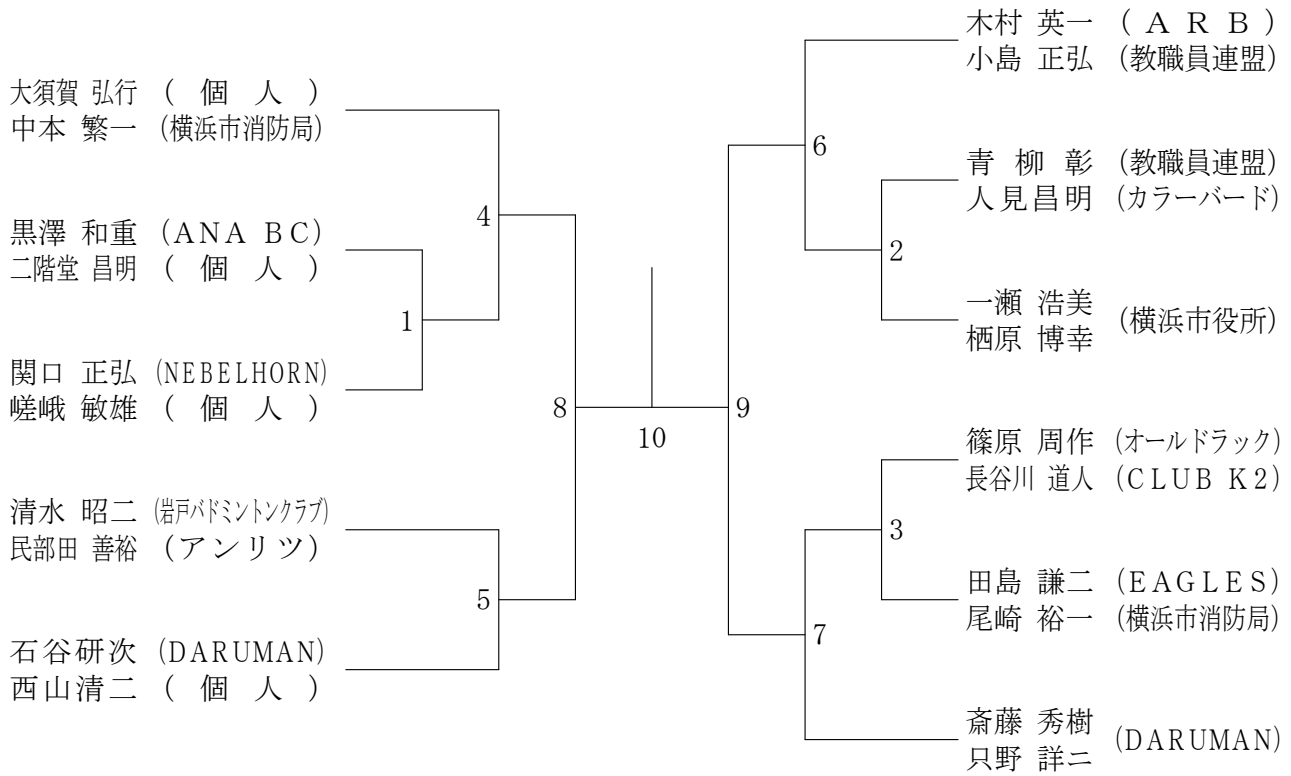 大須賀 弘行 ( 個 人 )
中本 繁一 (横浜市消防局)
黒澤 和重 (ANA BC)
二階堂 昌明 ( 個 人 )
関口 正弘 (NEBELHORN)
嵯峨 敏雄 ( 個 人 )
清水 昭二 (岩戸バドミントンクラブ)
民部田 善裕 (アンリツ)
石谷研次 (DARUMAN)
西山清二 ( 個 人 )
4
1
8
5
10
木村 英一 ( A R B )
小島 正弘 (教職員連盟)
青 柳 彰 (教職員連盟)
人見昌明 (カラーバード)
一瀬 浩美
栖原 博幸 (横浜市役所)
篠原 周作 (オールドラック)
長谷川 道人 (CLUB K2)
田島 謙二 (EAGLES)
尾崎 裕一 (横浜市消防局)
斎藤 秀樹
只野 詳ニ (DARUMAN)
6
2
9
3
7